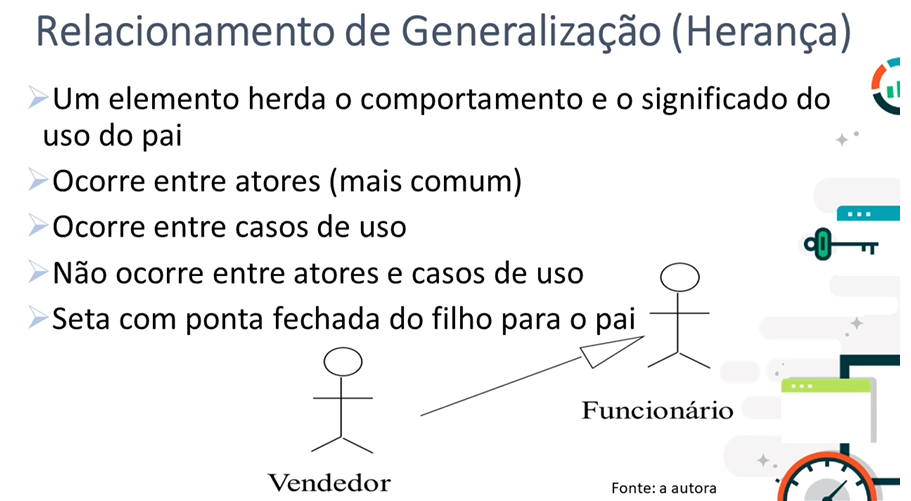 Relacionamento de Generalização (Herança)
Um elemento herda o comportamento e o significado do
uso do pai
Ocorre entre atores (mais comum)
Ocorre entre casos de uso
Não ocorre entre atores e casos de uso
Seta com ponta fechada do filho para o pai
Funcionário
Vendedor
Fonte: a autora